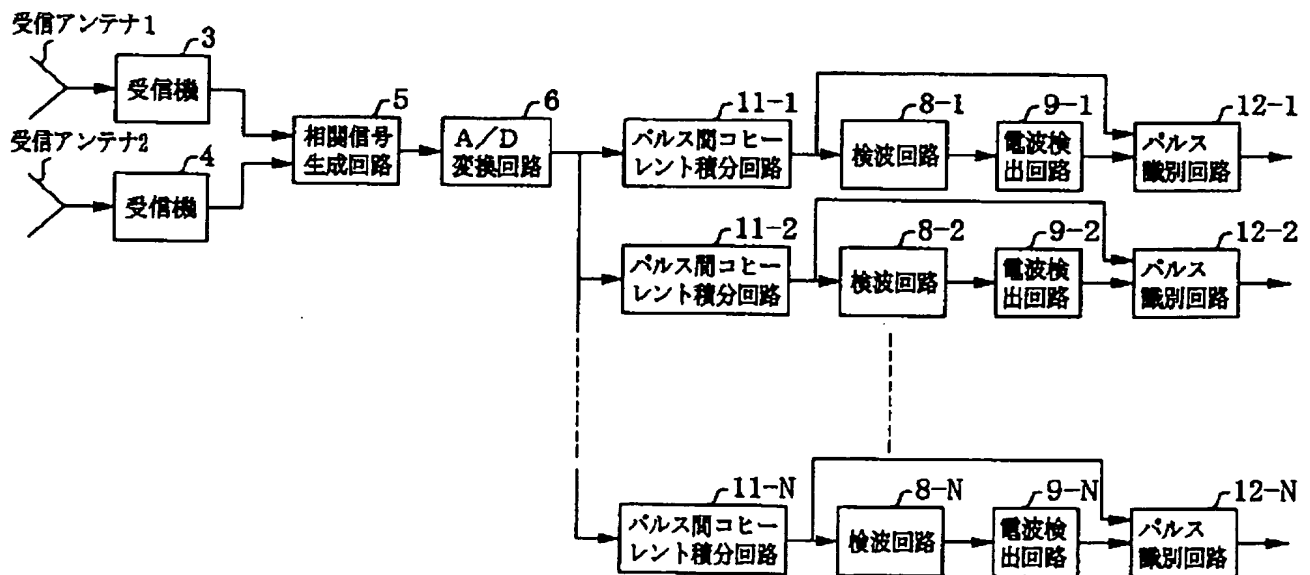 受信アンテナ1
3
受信機
受信アンテナ2
4
受信機
5
相関信号
生成回路
6
A/D
変換回路
11-1
パルス間コヒー
レント積分回路
8-1
検波回路
9-1
電波検
出回路
12-1
パルス
識別回路
11-2
パルス間コヒー
レント積分回路
8-2
検波回路
9-2
電波検
出回路
12-2
パルス
識別回路
11-N
パルス間コヒー
レント積分回路
8-N
検波回路
9-N
電波検
出回路
12-N
パルス
識別回路